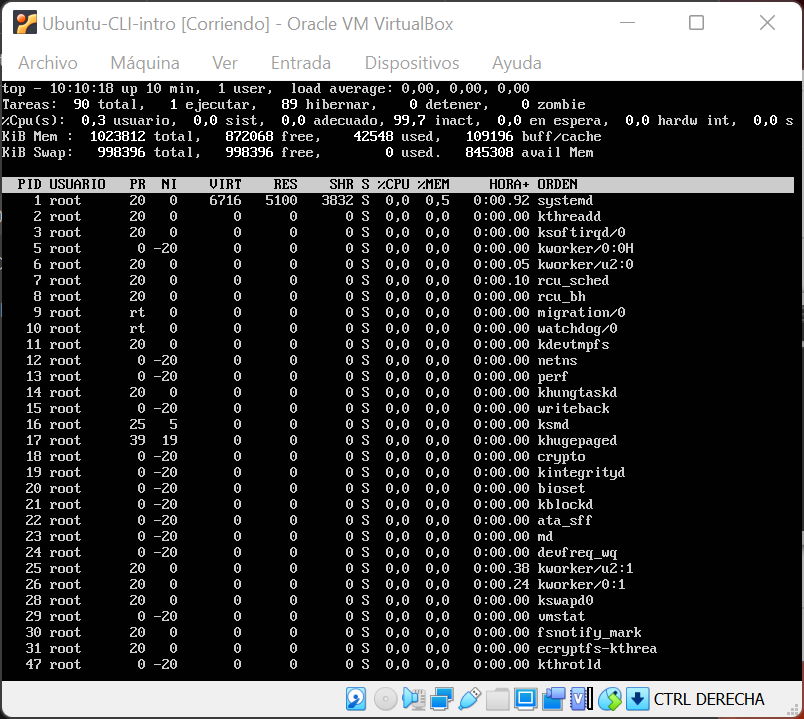 Ubuntu-CLI-intro [Corriendo] - Oracle VM VirtualBox
Archivo Máquina Ver Entrada Dispositivos Ayuda
top - 10:10:18 up 10 min,  1 user,  load average: 0,00, 0,00, 0,00
Tareas:  90 total,   1 ejecutar,  89 hibernar,   0 detener,   0 zombie
%Cpu(s):  0,3 usuario,  0,0 sist,  0,0 adecuado, 99,7 inact,  0,0 en espera,  0,0 hardw int,  0,0 s
KiB Mem :  1023812 total,   872068 free,    42548 used,   109196 buff/cache
KiB Swap:   998396 total,   998396 free,        0 used.   845308 avail Mem
PID USUARIO   PR  NI    VIRT    RES    SHR S %CPU %MEM     HORA+ ORDEN
1 root      20   0    6716   5100   3832 S  0,0  0,5   0:00.92 systemd
2 root      20   0       0      0      0 S  0,0  0,0   0:00.00 kthreadd
3 root      20   0       0      0      0 S  0,0  0,0   0:00.00 ksoftirqd/0
5 root       0 -20       0      0      0 S  0,0  0,0   0:00.00 kworker/0:0H
6 root      20   0       0      0      0 S  0,0  0,0   0:00.05 kworker/u2:0
7 root      20   0       0      0      0 S  0,0  0,0   0:00.10 rcu_sched
8 root      20   0       0      0      0 S  0,0  0,0   0:00.00 rcu_bh
9 root      rt   0       0      0      0 S  0,0  0,0   0:00.00 migration/0
10 root      rt   0       0      0      0 S  0,0  0,0   0:00.00 watchdog/0
11 root      20   0       0      0      0 S  0,0  0,0   0:00.00 kdevtmpfs
12 root       0 -20       0      0      0 S  0,0  0,0   0:00.00 netns
13 root       0 -20       0      0      0 S  0,0  0,0   0:00.00 perf
14 root      20   0       0      0      0 S  0,0  0,0   0:00.00 khungtaskd
15 root       0 -20       0      0      0 S  0,0  0,0   0:00.00 writeback
16 root      25   5       0      0      0 S  0,0  0,0   0:00.00 ksmd
17 root      39  19       0      0      0 S  0,0  0,0   0:00.00 khugepaged
18 root       0 -20       0      0      0 S  0,0  0,0   0:00.00 crypto
19 root       0 -20       0      0      0 S  0,0  0,0   0:00.00 kintegrityd
20 root       0 -20       0      0      0 S  0,0  0,0   0:00.00 bioset
21 root       0 -20       0      0      0 S  0,0  0,0   0:00.00 kblockd
22 root       0 -20       0      0      0 S  0,0  0,0   0:00.00 ata_sff
23 root       0 -20       0      0      0 S  0,0  0,0   0:00.00 md
24 root       0 -20       0      0      0 S  0,0  0,0   0:00.00 devfreq_wq
25 root      20   0       0      0      0 S  0,0  0,0   0:00.38 kworker/u2:1
26 root      20   0       0      0      0 S  0,0  0,0   0:00.24 kworker/0:1
28 root      20   0       0      0      0 S  0,0  0,0   0:00.00 kswapd0
29 root       0 -20       0      0      0 S  0,0  0,0   0:00.00 vmstat
30 root      20   0       0      0      0 S  0,0  0,0   0:00.00 fsnotify_mark
31 root      20   0       0      0      0 S  0,0  0,0   0:00.00 ecryptfs-kthrea
47 root       0 -20       0      0      0 S  0,0  0,0   0:00.00 kthrotld
CTRL DERECHA